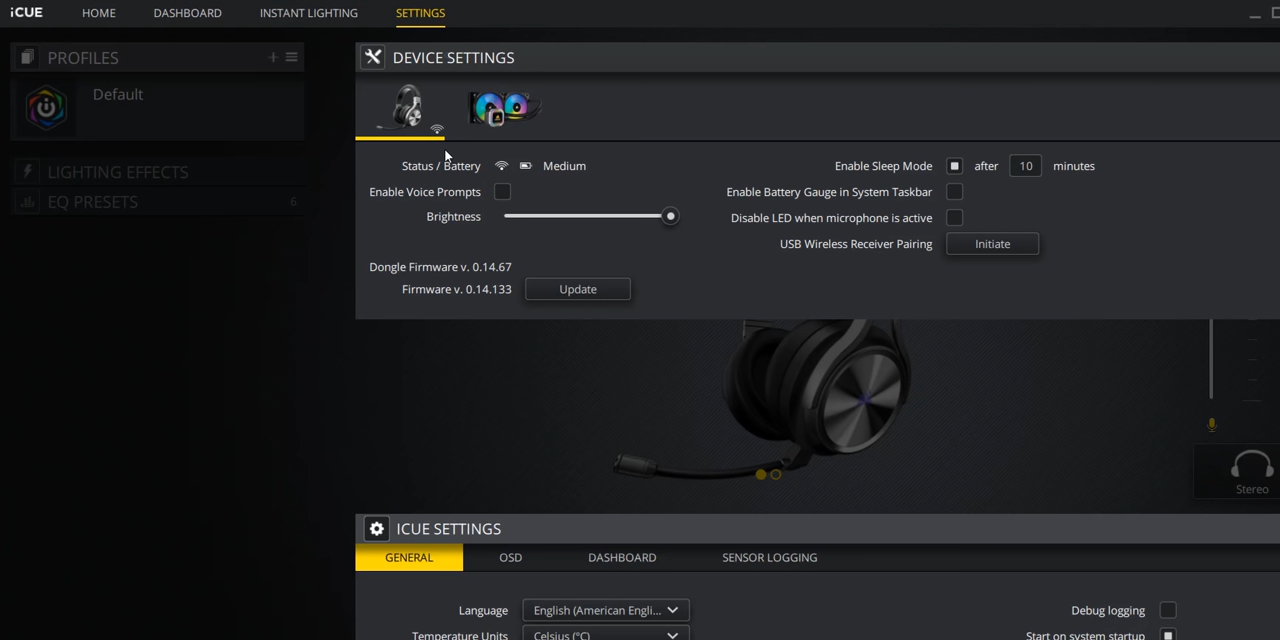 iCUE HOME DASHBOARD INSTANT LIGHTING SETTINGS
PROFILES
Default
LIGHTING EFFECTS
EQ PRESETS 6
DEVICE SETTINGS
Status / Battery Medium
Enable Voice Prompts
Brightness
Dongle Firmware v. 0.14.67
Firmware v. 0.14.133 Update
Enable Sleep Mode after 10 minutes
Enable Battery Gauge in System Taskbar
Disable LED when microphone is active
USB Wireless Receiver Pairing Initiate
Stereo
ICUE SETTINGS
GENERAL OSD DASHBOARD SENSOR LOGGING
Language English (American Engli...
Debug logging
Temperature Units Celsius (°C)
Start on system startup